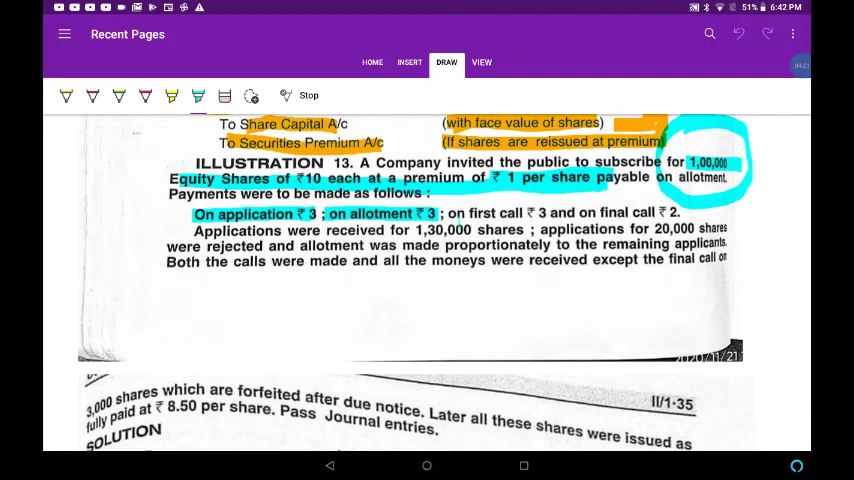 51% 6:42 PM
Recent Pages
04:21
HOME INSERT DRAW VIEW
Stop
To Share Capital A/c (with face value of shares)
To Securities Premium A/c (If shares are reissued at premium)
ILLUSTRATION 13. A Company invited the public to subscribe for 1,00,000
Equity Shares of ₹10 each at a premium of ₹ 1 per share payable on allotment.
Payments were to be made as follows :
On application ₹ 3 ; on allotment ₹ 3 ; on first call ₹ 3 and on final call ₹ 2.
Applications were received for 1,30,000 shares ; applications for 20,000 shares
were rejected and allotment was made proportionately to the remaining applicants.
Both the calls were made and all the moneys were received except the final call on
2020/11/21
II/1·35
3,000 shares which are forfeited after due notice. Later all these shares were issued as
fully paid at ₹ 8.50 per share. Pass Journal entries.
SOLUTION